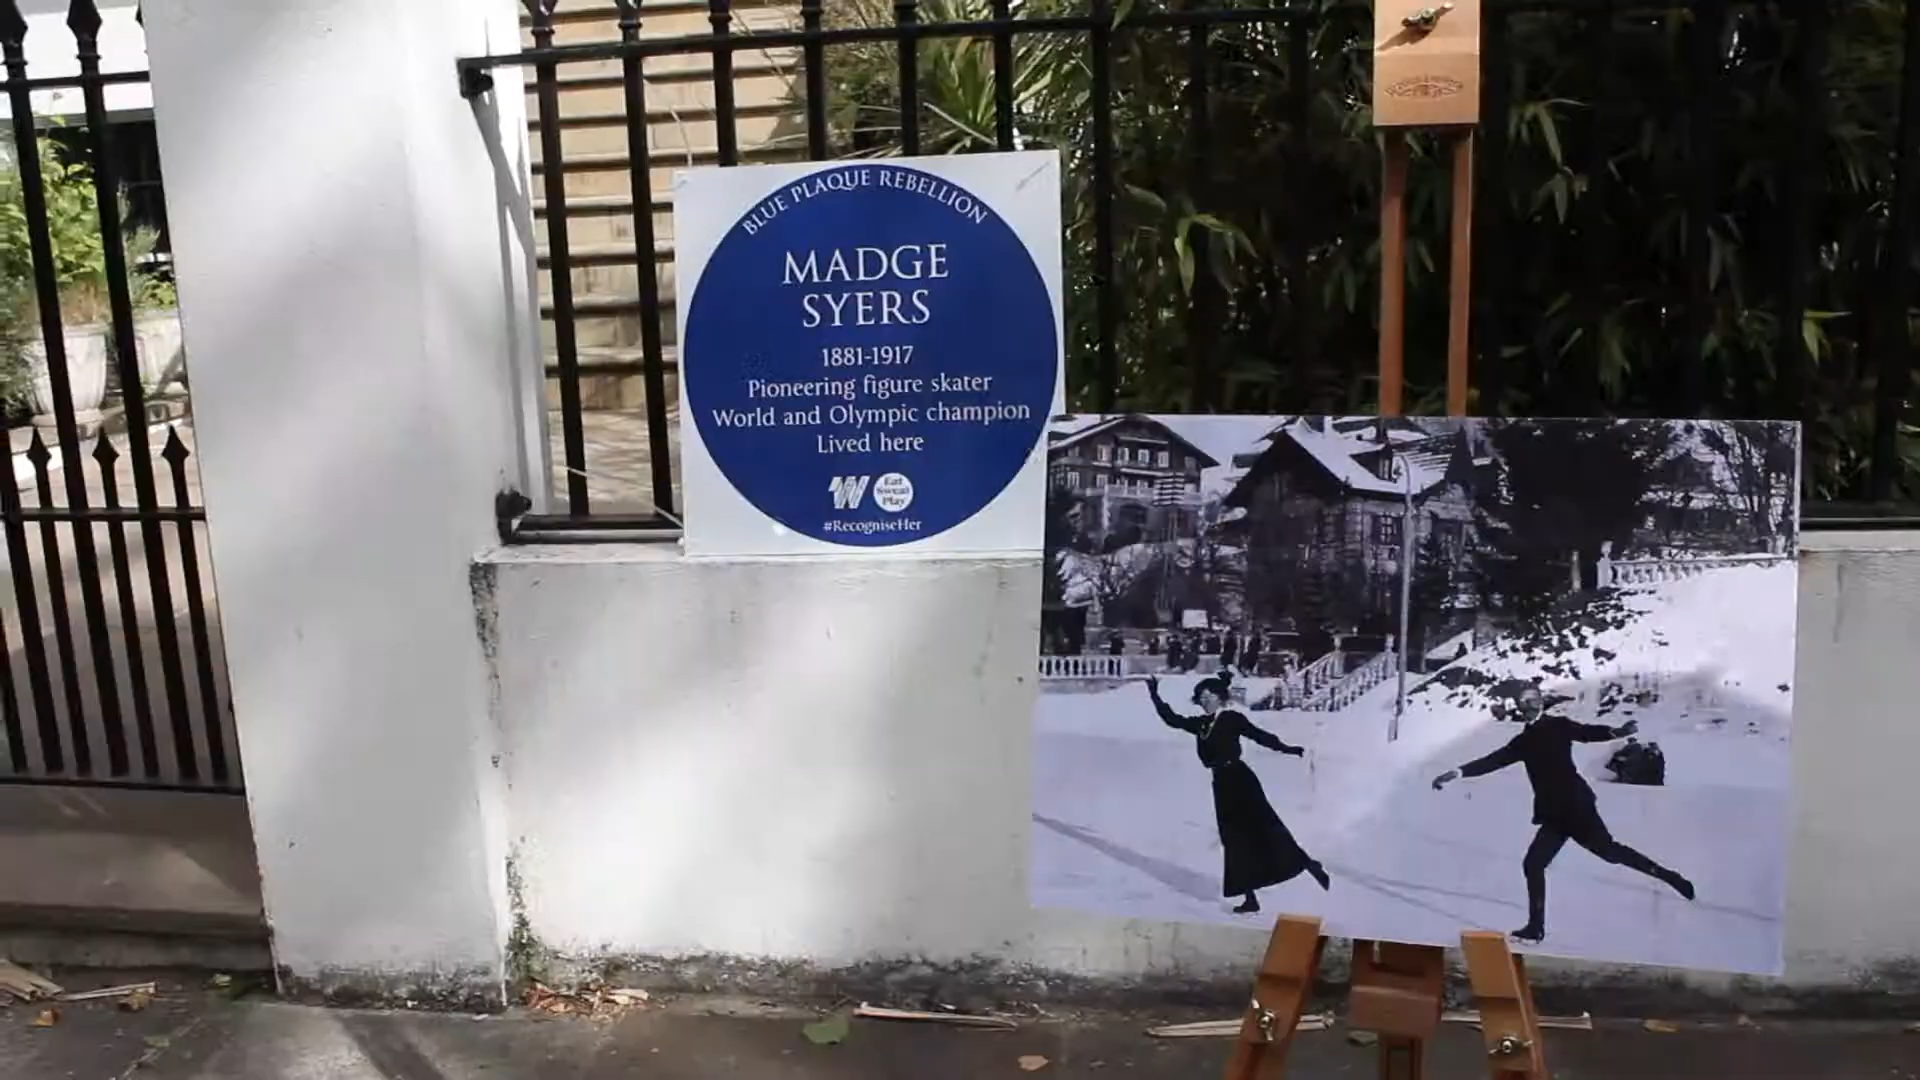 BLUE PLAQUE REBELLION
MADGE
SYERS
1881-1917
Pioneering figure skater
World and Olympic champion
Lived here
W
Eat
Sweat
Play
#RecogniseHer